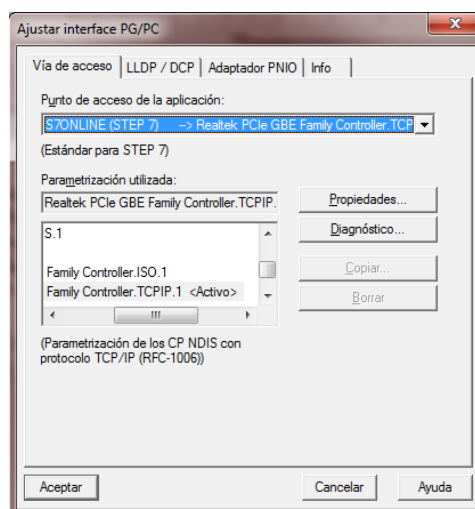 Ajustar interface PG/PC
Vía de acceso LLDP / DCP Adaptador PNIO Info
Punto de acceso de la aplicación:
S7ONLINE (STEP 7) --> Realtek PCIe GBE Family Controller.TCP
(Estándar para STEP 7)
Parametrización utilizada:
Realtek PCIe GBE Family Controller.TCPIP.
Propiedades...
S.1
Diagnóstico...
Family Controller.ISO.1
Copiar...
Family Controller.TCPIP.1 <Activo>
Borrar
(Parametrización de los CP NDIS con
protocolo TCP/IP (RFC-1006))
Aceptar Cancelar Ayuda